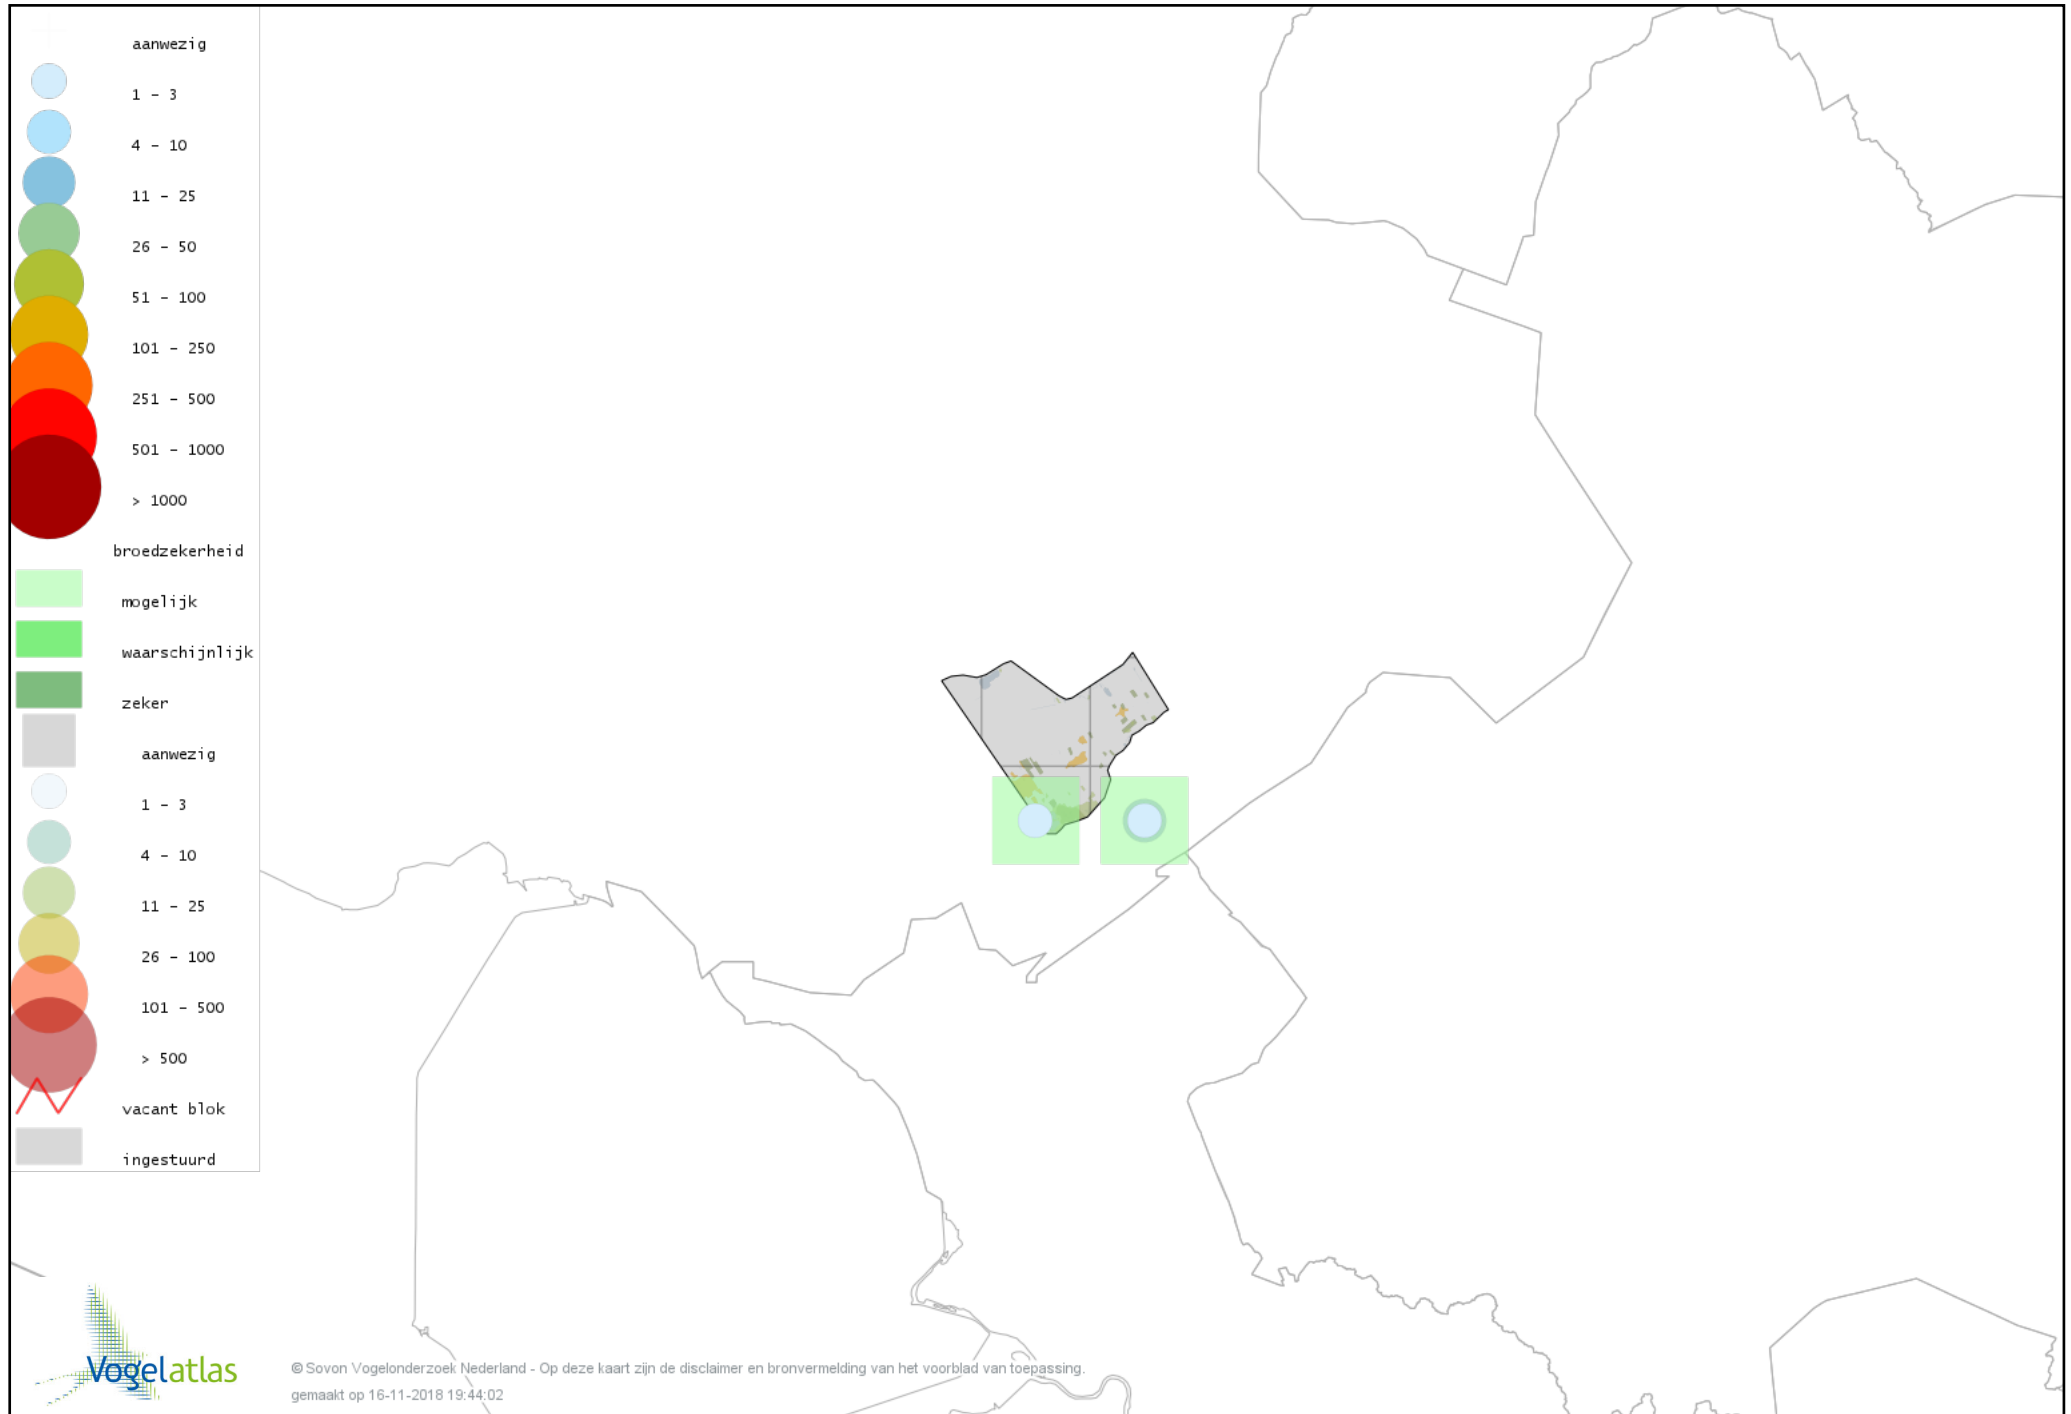 aanwezig
1 - 3
4 - 10
11 - 25
26 - 50
51 - 100
101 - 250
251 - 500
501 - 1000
> 1000
broedzekerheid
mogelijk
waarschijnlijk
zeker
aanwezig
1 - 3
4 - 10
11 - 25
26 - 100
101 - 500
> 500
vacant blok
ingestuurd
Vogelatlas
© Sovon Vogelonderzoek Nederland - Op deze kaart zijn de disclaimer en bronvermelding van het voorblad van toepassing.
gemaakt op 16-11-2018 19:44:02